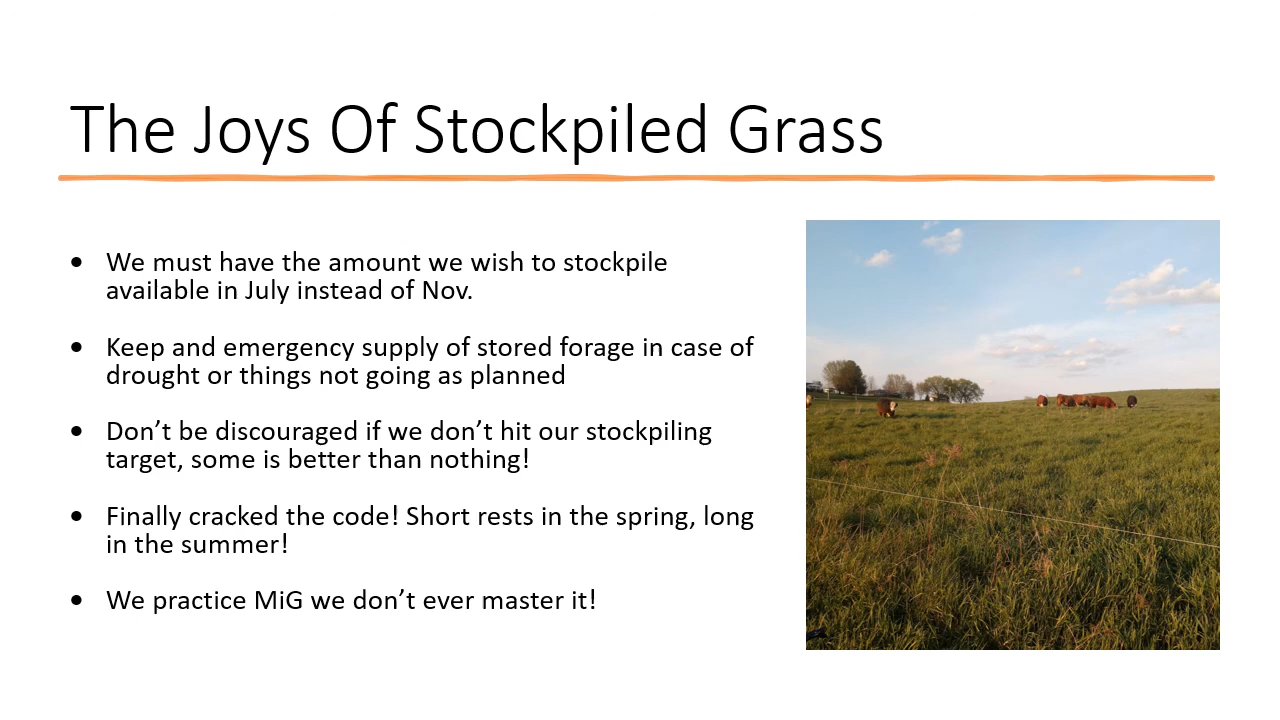 The Joys Of Stockpiled Grass
• We must have the amount we wish to stockpile
available in July instead of Nov.
• Keep and emergency supply of stored forage in case of
drought or things not going as planned
• Don’t be discouraged if we don’t hit our stockpiling
target, some is better than nothing!
• Finally cracked the code! Short rests in the spring, long
in the summer!
• We practice MiG we don’t ever master it!